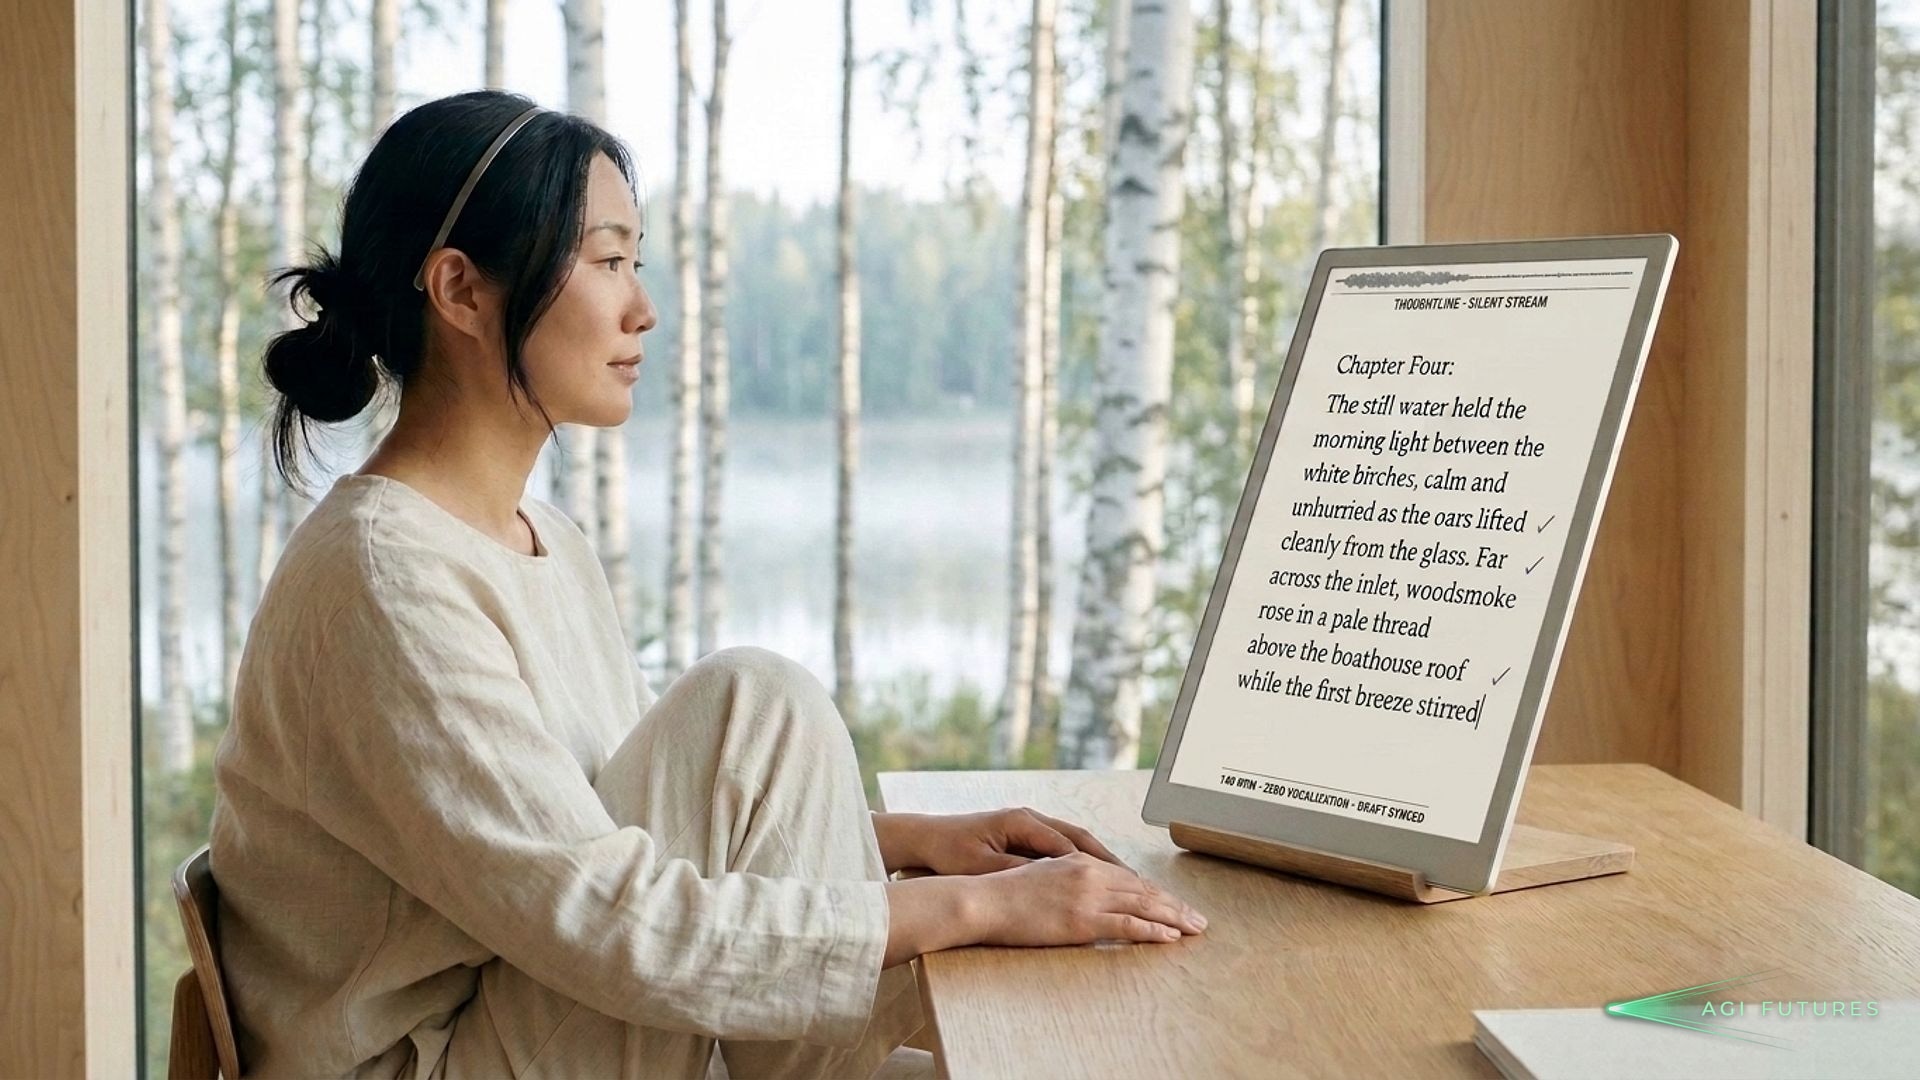 THOUGHTLINE - SILENT STREAM
Chapter Four:
The still water held the
morning light between the
white birches, calm and
unhurried as the oars lifted ✓
cleanly from the glass. Far ✓
across the inlet, woodsmoke
rose in a pale thread
above the boathouse roof ✓
while the first breeze stirred
140 WPM - ZERO VOCALIZATION - DRAFT SYNCED
AGI FUTURES